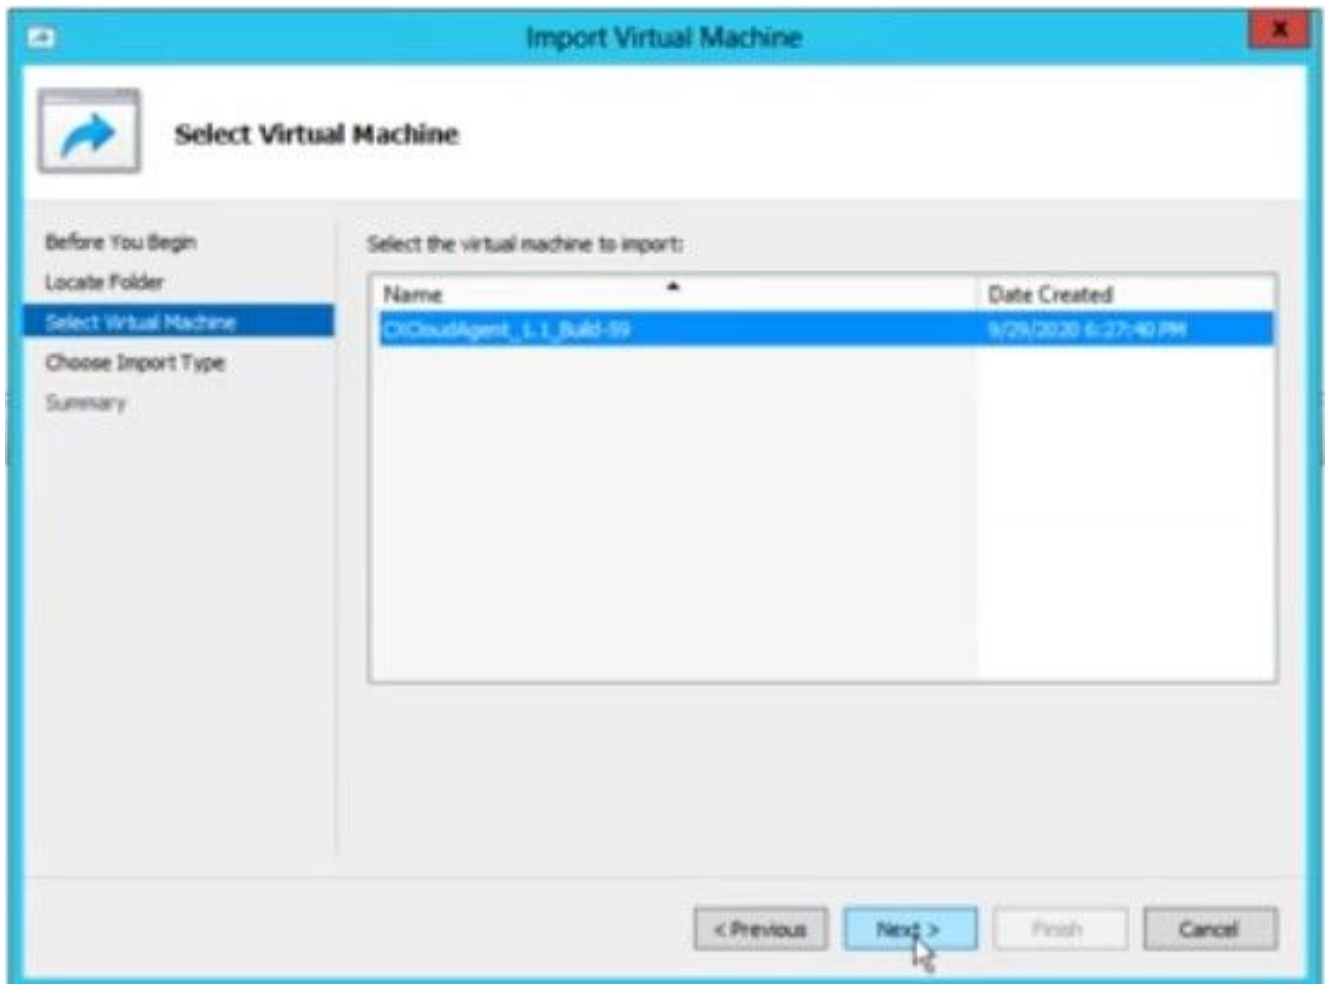 Import Virtual Machine
Select Virtual Machine
Before You Begin
Locate Folder
Select Virtual Machine
Choose Import Type
Summary
Select the virtual machine to import:
Name Date Created
CXCloudAgent_1.1_Build-59 9/29/2020 6:27:40 PM
< Previous Next > Finish Cancel